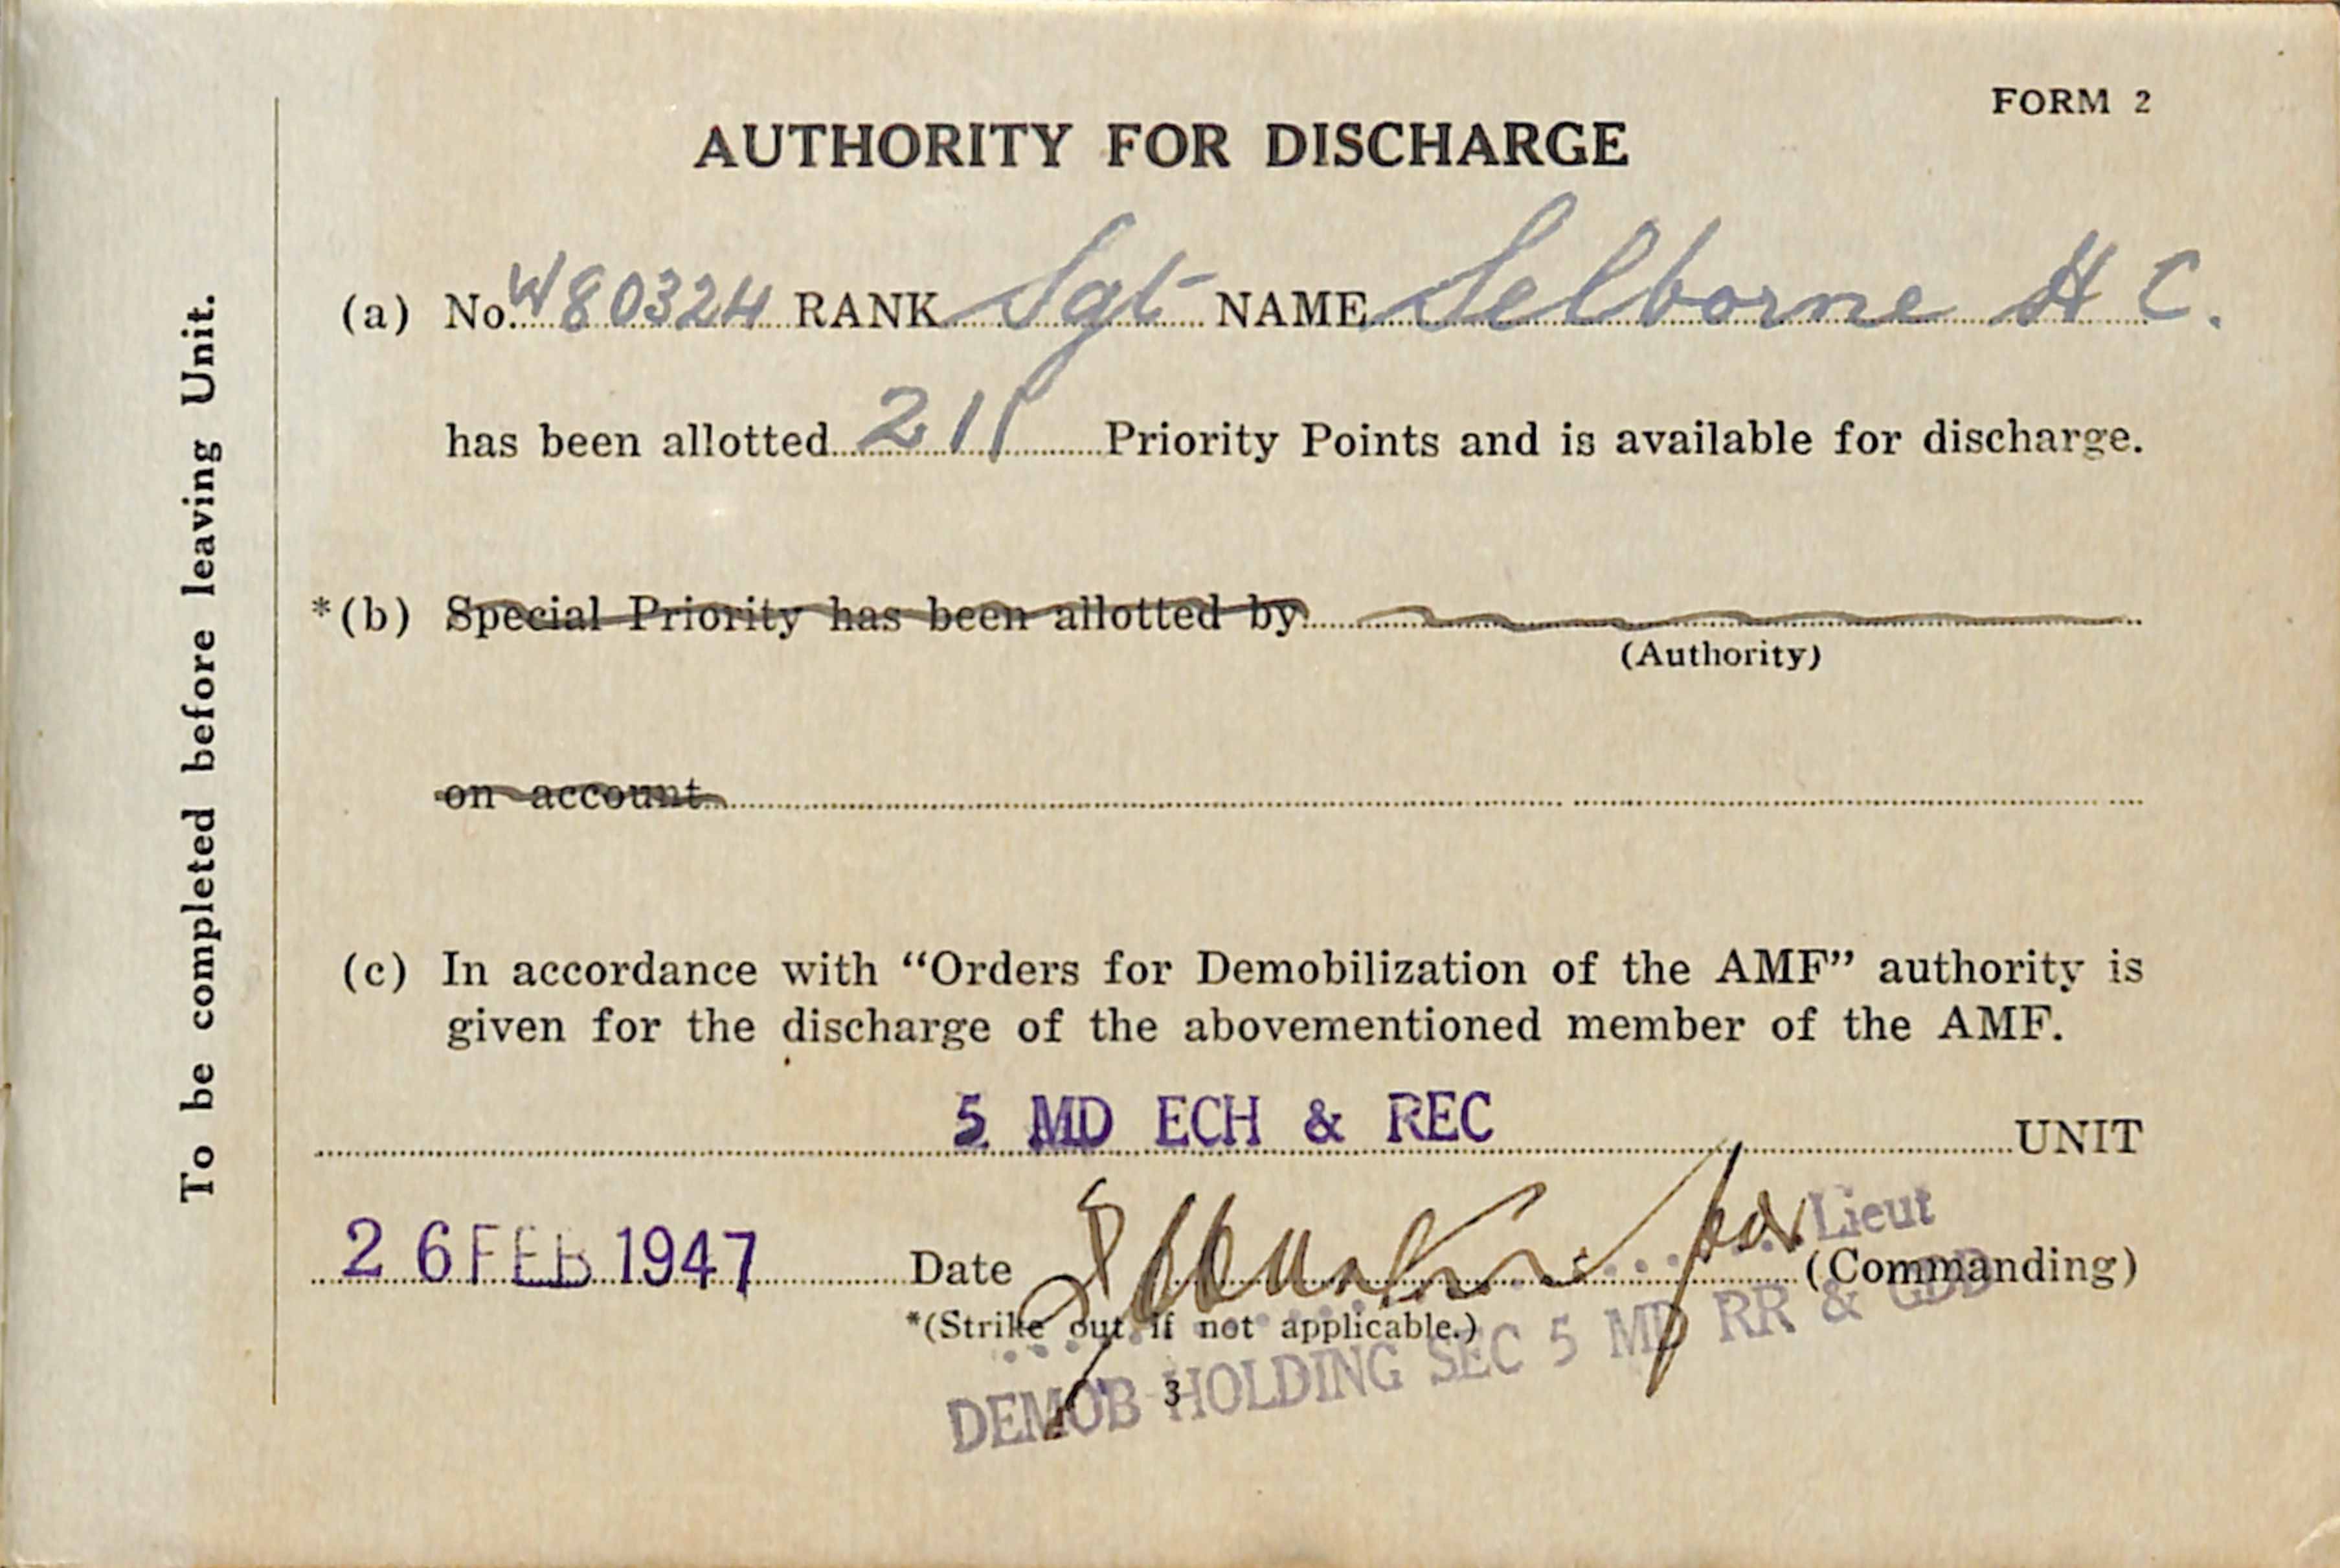 FORM 2
AUTHORITY FOR DISCHARGE
To be completed before leaving Unit.
(a) No. W80324 RANK Sgt NAME Selborne H C.
has been allotted 211 Priority Points and is available for discharge.
*(b) Special Priority has been allotted by
(Authority)
on account
(c) In accordance with “Orders for Demobilization of the AMF” authority is
given for the discharge of the abovementioned member of the AMF.
5 MD ECH & REC UNIT
26 FEB 1947 Date for Lieut
(Commanding)
*(Strike out if not applicable.)
DEMOB HOLDING SEC 5 MD RR & GDD
3